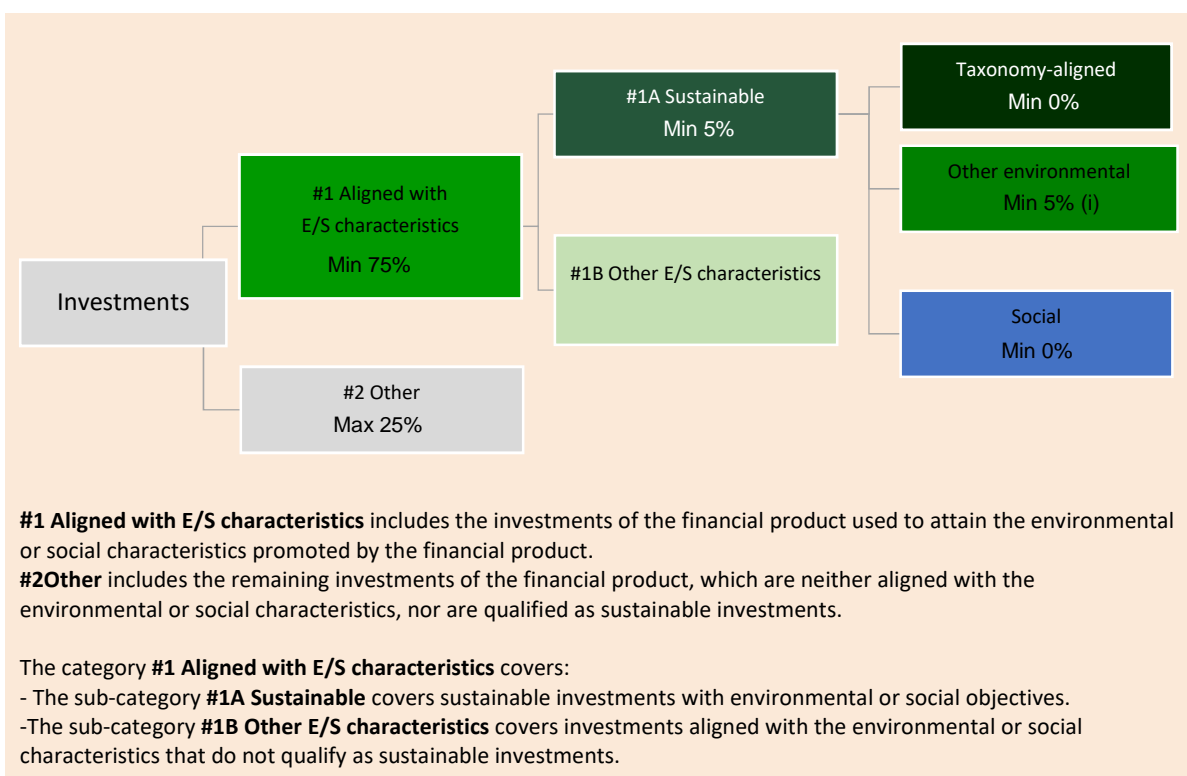 Taxonomy-aligned
Min 0%
#1A Sustainable
Min 5%
Other environmental
Min 5% (i)
#1 Aligned with
E/S characteristics
Min 75%
#1B Other E/S characteristics
Investments
Social
Min 0%
#2 Other
Max 25%
#1 Aligned with E/S characteristics includes the investments of the financial product used to attain the environmental
or social characteristics promoted by the financial product.
#2Other includes the remaining investments of the financial product, which are neither aligned with the
environmental or social characteristics, nor are qualified as sustainable investments.
The category #1 Aligned with E/S characteristics covers:
- The sub-category #1A Sustainable covers sustainable investments with environmental or social objectives.
-The sub-category #1B Other E/S characteristics covers investments aligned with the environmental or social
characteristics that do not qualify as sustainable investments.